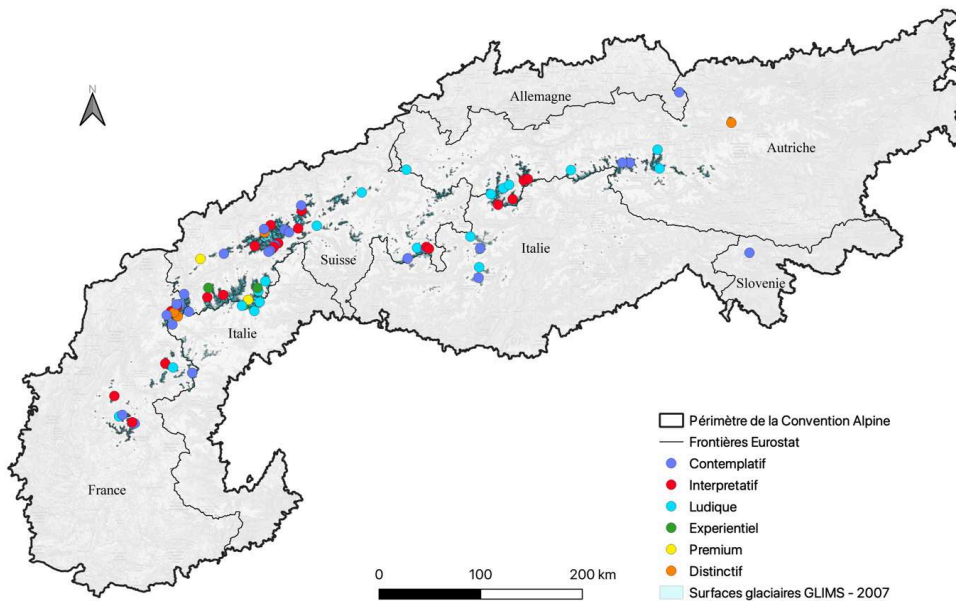 N
Allemagne
Autriche
Suisse
Italie
Slovenie
Italie
France
Périmètre de la Convention Alpine
Frontières Eurostat
Contemplatif
Interpretatif
Ludique
Experientiel
Premium
Distinctif
Surfaces glaciaires GLIMS - 2007
0 100 200 km